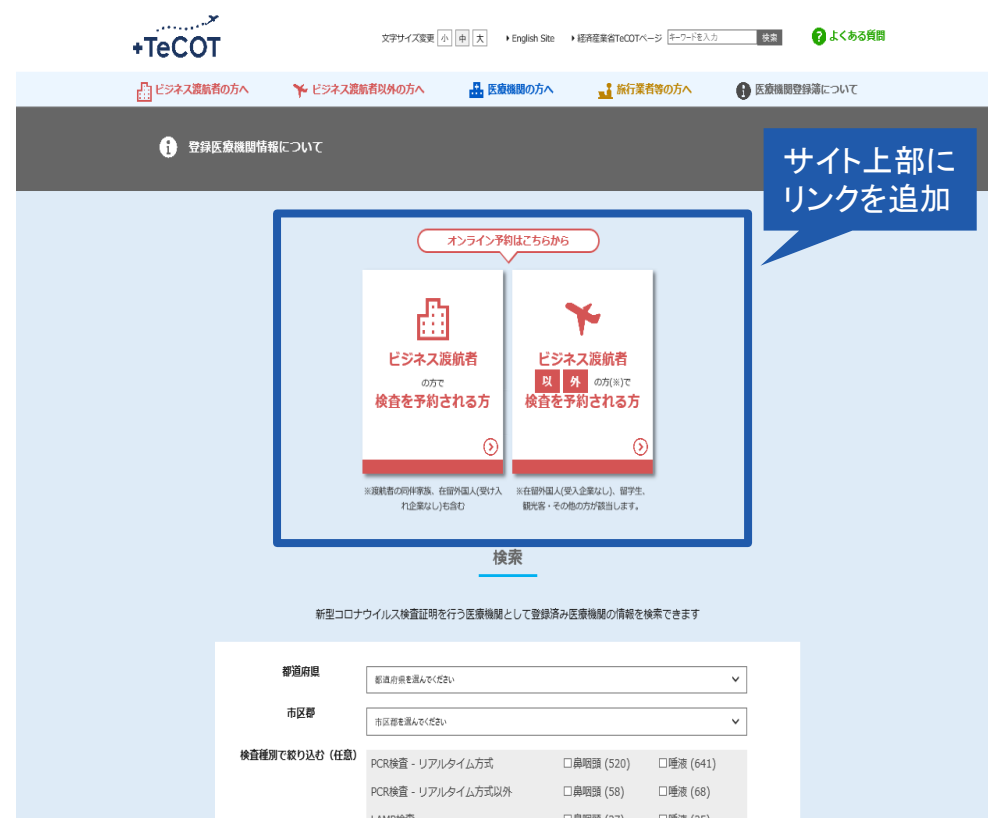 +TeCOT
文字サイズ変更 小 中 大 English Site 経済産業省TeCOTページ キーワードを入力 検索 ? よくある質問
ビジネス渡航者の方へ ビジネス渡航者以外の方へ 医療機関の方へ 旅行業者等の方へ 医療機関登録簿について
登録医療機関情報について
サイト上部に
リンクを追加
オンライン予約はこちらから
ビジネス渡航者
の方で
検査を予約される方
※渡航者の同伴家族、在留外国人(受け入
れ企業なし)も含む
ビジネス渡航者
以 外 の方(※)で
検査を予約される方
※在留外国人(受入企業なし)、留学生、
観光客・その他の方が該当します。
検索
新型コロナウイルス検査証明を行う医療機関として登録済み医療機関の情報を検索できます
都道府県 都道府県を選んでください
市区郡 市区郡を選んでください
検査種別で絞り込む（任意）
PCR検査 - リアルタイム方式 □鼻咽頭 (520) □唾液 (641)
PCR検査 - リアルタイム方式以外 □鼻咽頭 (58) □唾液 (68)